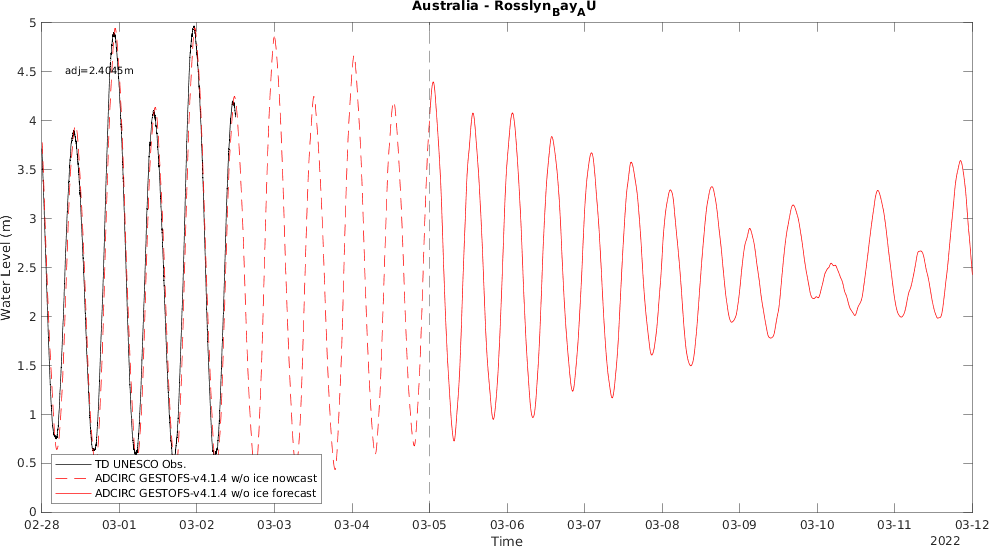 Australia - RosslynBayAU
5
4.5
adj=2.4045m
4
3.5
3
2.5
2
1.5
1
0.5
0
Water Level (m)
TD UNESCO Obs.
ADCIRC GESTOFS-v4.1.4 w/o ice nowcast
ADCIRC GESTOFS-v4.1.4 w/o ice forecast
02-28 03-01 03-02 03-03 03-04 03-05 03-06 03-07 03-08 03-09 03-10 03-11 03-12
Time
2022